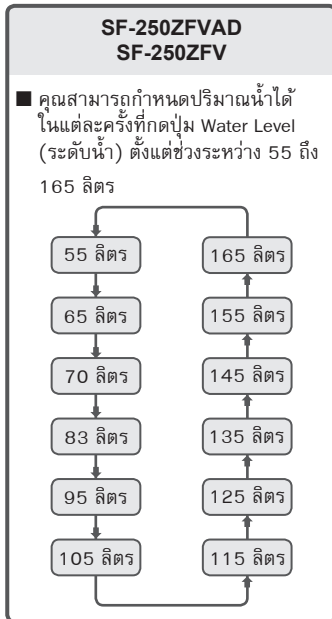 SF-250ZFVAD
SF-250ZFV
■ คุณสามารถกำหนดปริมาณน้ำได้
ในแต่ละครั้งที่กดปุ่ม Water Level
(ระดับน้ำ) ตั้งแต่ช่วงระหว่าง 55 ถึง
165 ลิตร
55 ลิตร
65 ลิตร
70 ลิตร
83 ลิตร
95 ลิตร
105 ลิตร
115 ลิตร
125 ลิตร
135 ลิตร
145 ลิตร
155 ลิตร
165 ลิตร